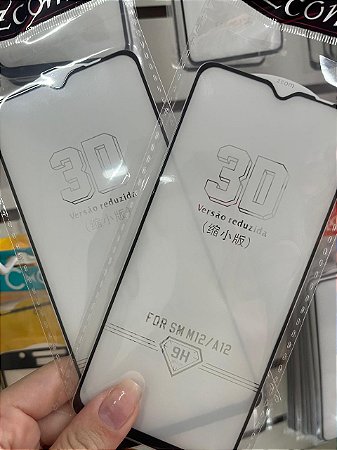 3D
Versão reduzida
(缩小版)
3D
Versão reduzida
(缩小版)
FOR SM M12/A12
9H